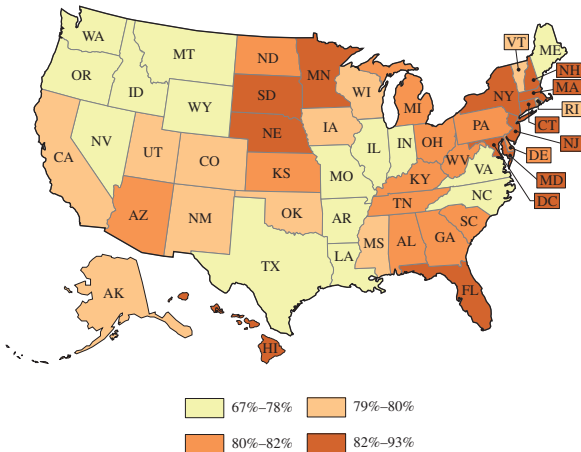 WA
MT
ND
MN
VT
ME
OR
ID
WY
SD
WI
MI
NY
NH
MA
RI
CT
NJ
DE
MD
DC
NV
UT
CO
NE
IA
IL
IN
OH
PA
WV
VA
CA
AZ
NM
KS
OK
MO
AR
KY
TN
NC
SC
TX
LA
MS
AL
GA
FL
AK
HI
67%–78%
79%–80%
80%–82%
82%–93%